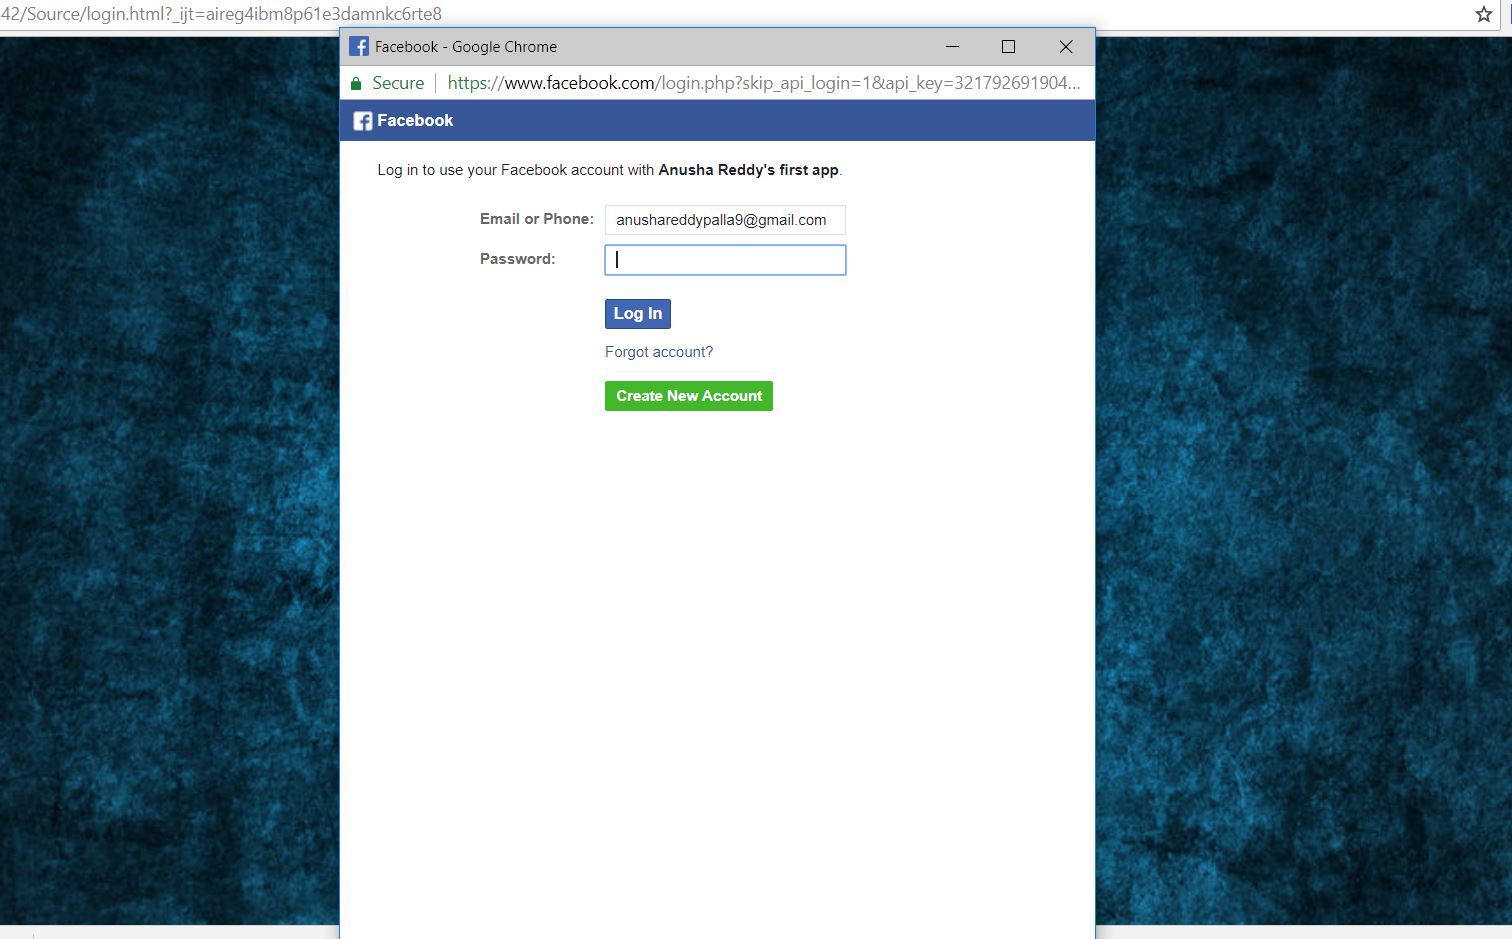 42/Source/login.html?_ijt=aireg4ibm8p61e3damnkc6rte8
Facebook - Google Chrome
Secure https://www.facebook.com/login.php?skip_api_login=1&api_key=321792691904...
Facebook
Log in to use your Facebook account with Anusha Reddy's first app.
Email or Phone: anushareddypalla9@gmail.com
Password:
Log In
Forgot account?
Create New Account